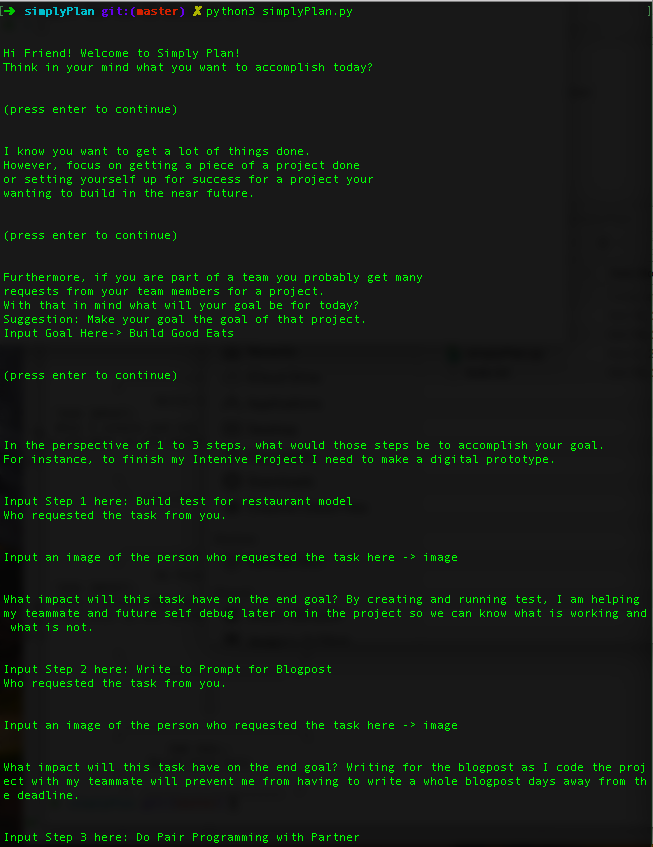 [➜ simplyPlan git:(master) ✗ python3 simplyPlan.py ]
Hi Friend! Welcome to Simply Plan!
Think in your mind what you want to accomplish today?
(press enter to continue)
I know you want to get a lot of things done.
However, focus on getting a piece of a project done
or setting yourself up for success for a project your
wanting to build in the near future.
(press enter to continue)
Furthermore, if you are part of a team you probably get many
requests from your team members for a project.
With that in mind what will your goal be for today?
Suggestion: Make your goal the goal of that project.
Input Goal Here-> Build Good Eats
(press enter to continue)
In the perspective of 1 to 3 steps, what would those steps be to accomplish your goal.
For instance, to finish my Intenive Project I need to make a digital prototype.
Input Step 1 here: Build test for restaurant model
Who requested the task from you.
Input an image of the person who requested the task here -> image
What impact will this task have on the end goal? By creating and running test, I am helping
my teammate and future self debug later on in the project so we can know what is working and
what is not.
Input Step 2 here: Write to Prompt for Blogpost
Who requested the task from you.
Input an image of the person who requested the task here -> image
What impact will this task have on the end goal? Writing for the blogpost as I code the proj
ect with my teammate will prevent me from having to write a whole blogpost days away from th
e deadline.
Input Step 3 here: Do Pair Programming with Partner